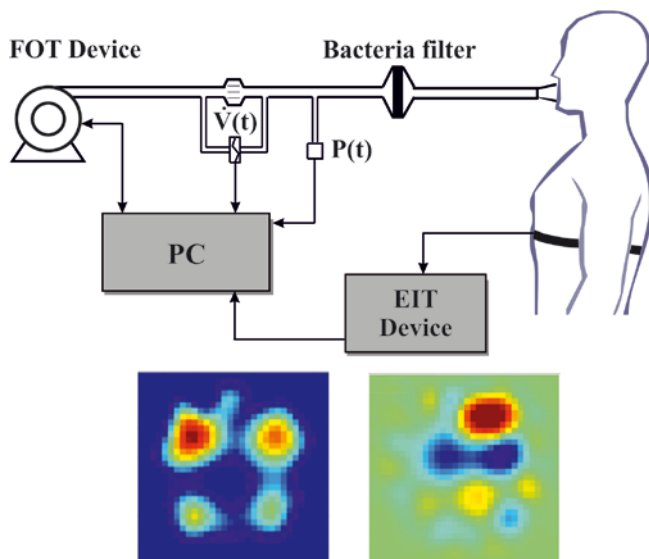 FOT Device
Bacteria filter
V̇(t)
P(t)
PC
EIT
Device